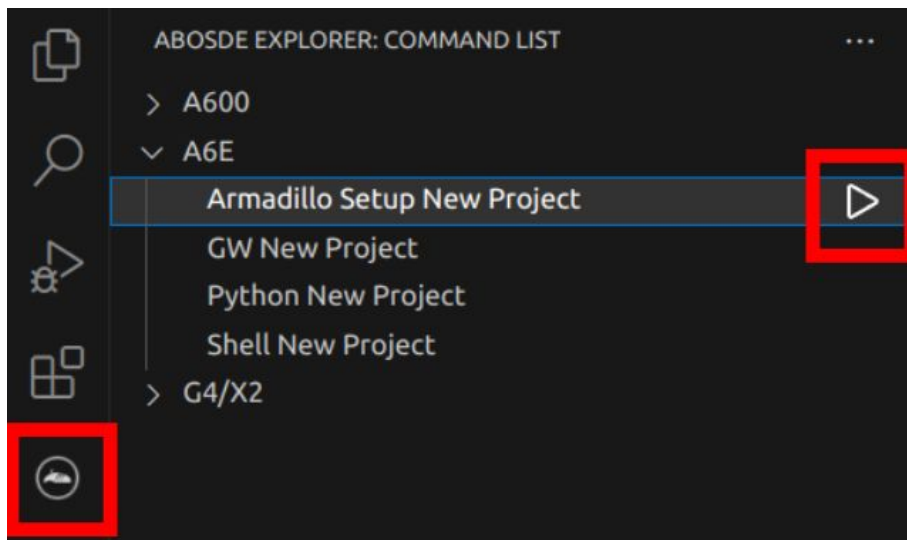 ABOSDE EXPLORER: COMMAND LIST
A600
A6E
Armadillo Setup New Project
GW New Project
Python New Project
Shell New Project
G4/X2